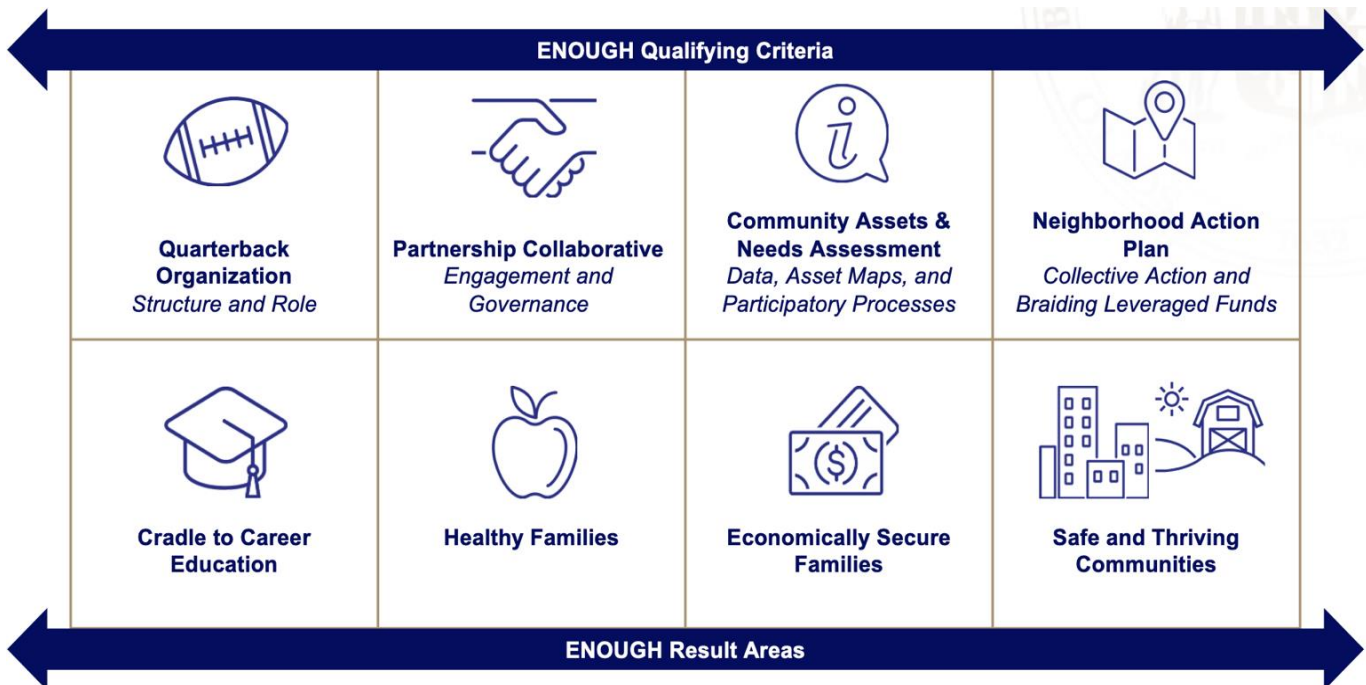 ENOUGH Qualifying Criteria
Quarterback
Organization
Structure and Role
Partnership Collaborative
Engagement and
Governance
Community Assets &
Needs Assessment
Data, Asset Maps, and
Participatory Processes
Neighborhood Action
Plan
Collective Action and
Braiding Leveraged Funds
Cradle to Career
Education
Healthy Families
Economically Secure
Families
Safe and Thriving
Communities
ENOUGH Result Areas